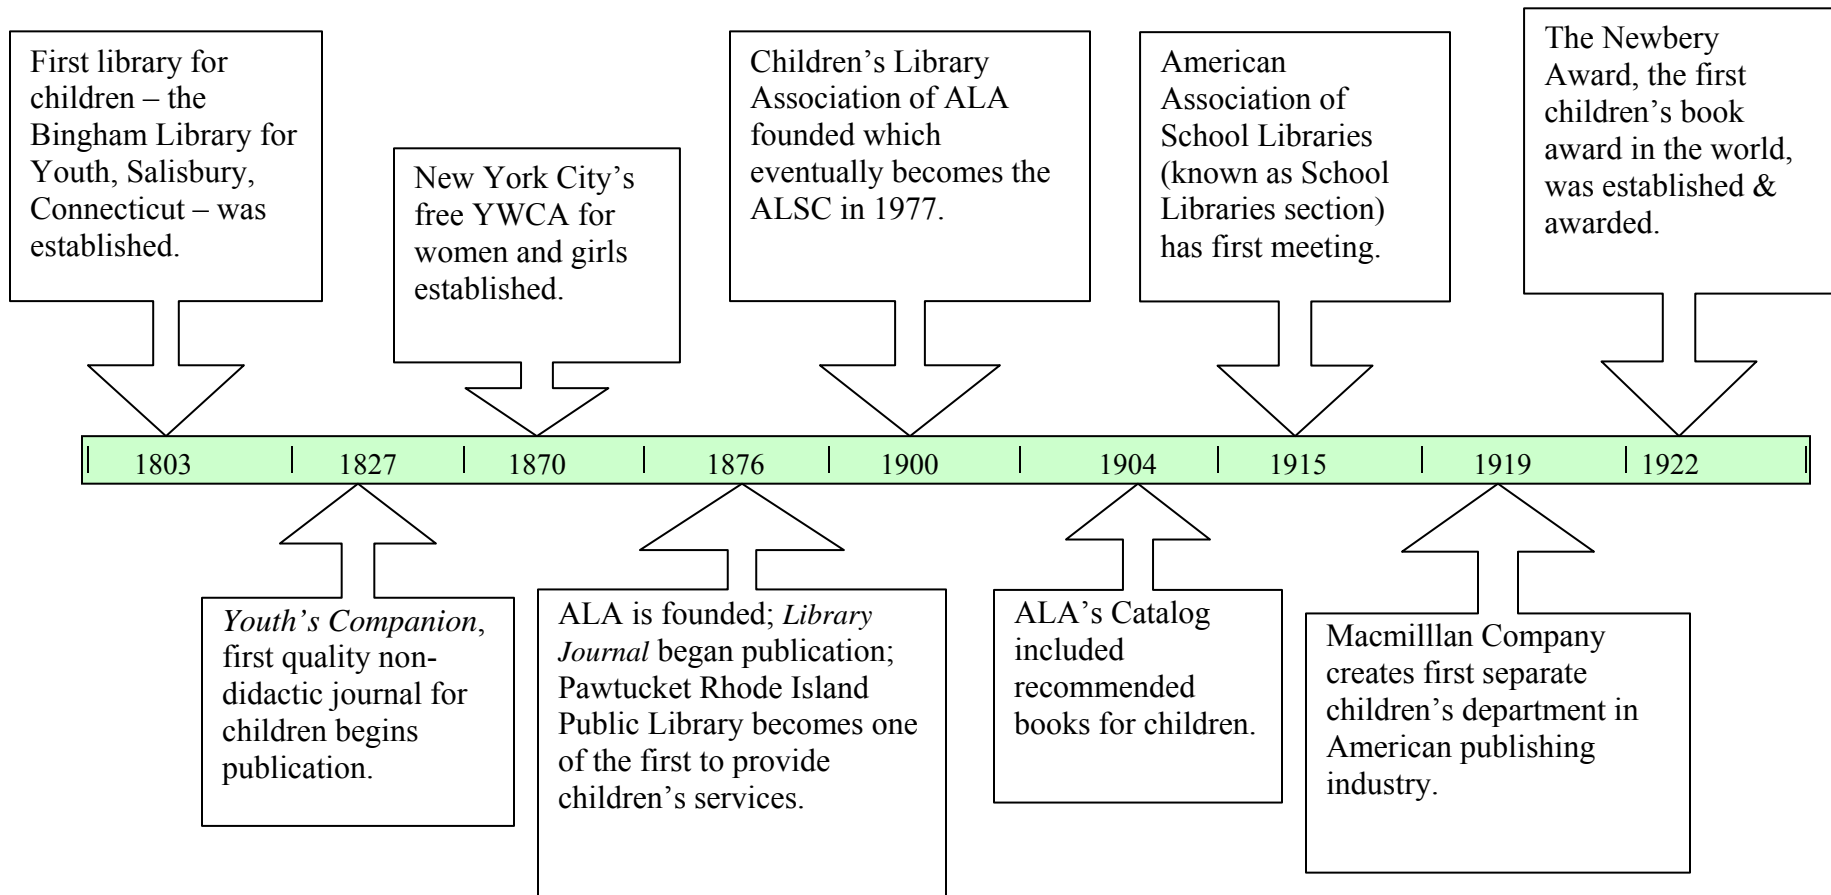 First library for
children – the
Bingham Library for
Youth, Salisbury,
Connecticut – was
established.
New York City’s
free YWCA for
women and girls
established.
Children’s Library
Association of ALA
founded which
eventually becomes the
ALSC in 1977.
American
Association of
School Libraries
(known as School
Libraries section)
has first meeting.
The Newbery
Award, the first
children’s book
award in the world,
was established &
awarded.
1803 1827 1870 1876 1900 1904 1915 1919 1922
Youth’s Companion,
first quality non-
didactic journal for
children begins
publication.
ALA is founded; Library
Journal began publication;
Pawtucket Rhode Island
Public Library becomes one
of the first to provide
children’s services.
ALA’s Catalog
included
recommended
books for children.
Macmilllan Company
creates first separate
children’s department in
American publishing
industry.